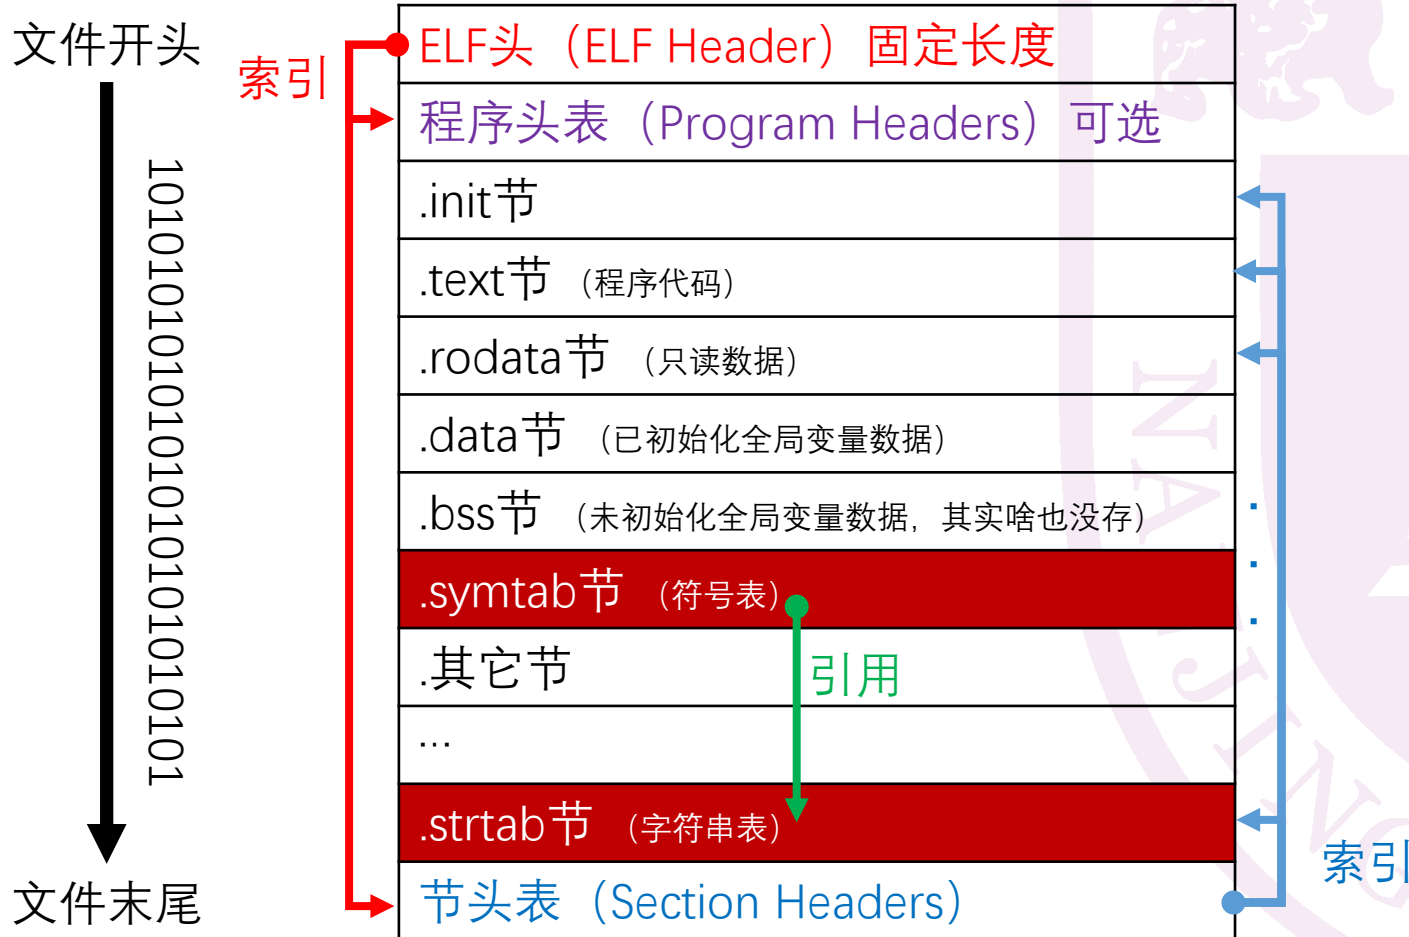 文件开头
索引
ELF头（ELF Header）固定长度
程序头表（Program Headers）可选
.init节
.text节（程序代码）
.rodata节（只读数据）
.data节（已初始化全局变量数据）
.bss节（未初始化全局变量数据，其实啥也没存）
.symtab节（符号表）
.其它节
引用
...
.strtab节（字符串表）
节头表（Section Headers）
索引
文件末尾
NANJING